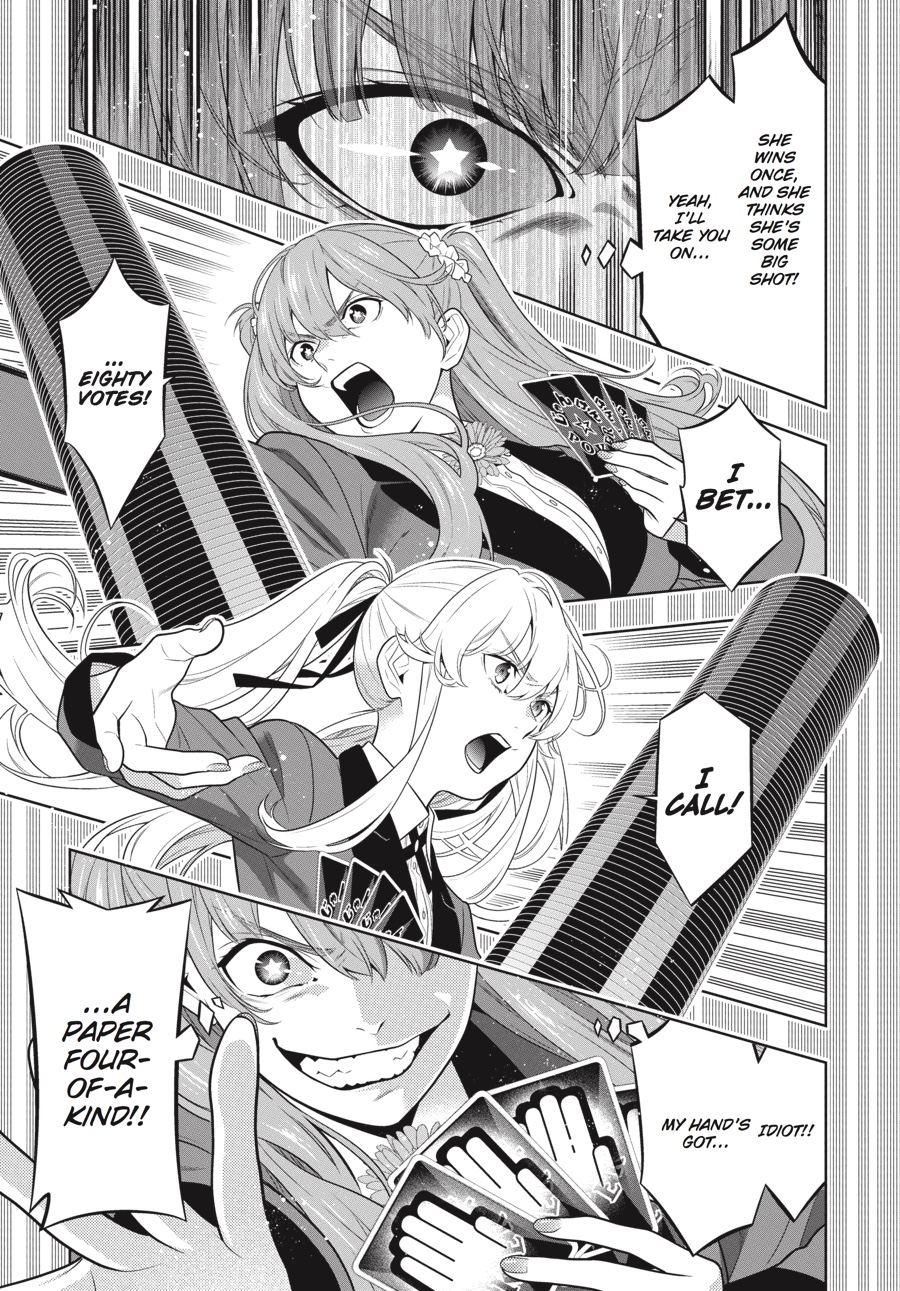 SHE
WINS
ONCE,
AND SHE
THINKS
SHE'S
SOME
BIG
SHOT!
YEAH,
I'LL
TAKE YOU
ON...
I
BET...
...
EIGHTY
VOTES!
I
CALL!
IDIOT!!
MY HAND'S
GOT...
...A
PAPER
FOUR-
OF-A-
KIND!!